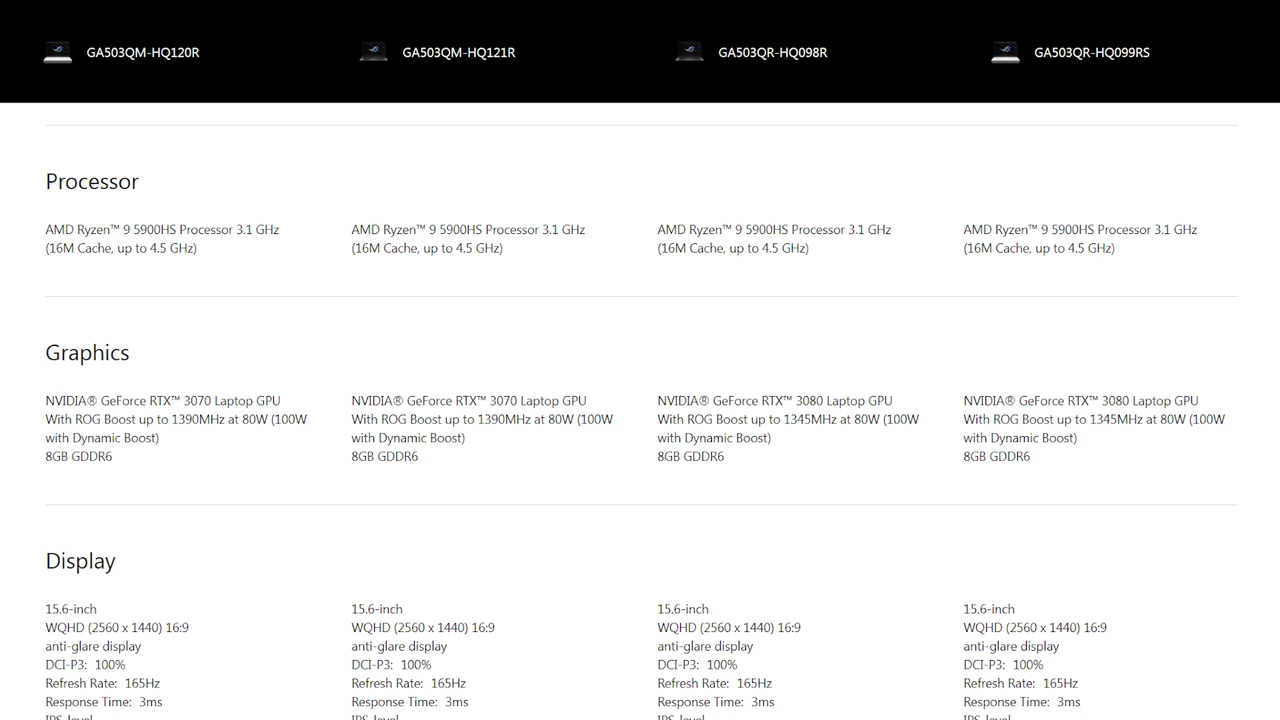 GA503QM-HQ120R GA503QM-HQ121R GA503QR-HQ098R GA503QR-HQ099RS
Processor
AMD Ryzen™ 9 5900HS Processor 3.1 GHz
(16M Cache, up to 4.5 GHz)
AMD Ryzen™ 9 5900HS Processor 3.1 GHz
(16M Cache, up to 4.5 GHz)
AMD Ryzen™ 9 5900HS Processor 3.1 GHz
(16M Cache, up to 4.5 GHz)
AMD Ryzen™ 9 5900HS Processor 3.1 GHz
(16M Cache, up to 4.5 GHz)
Graphics
NVIDIA® GeForce RTX™ 3070 Laptop GPU
With ROG Boost up to 1390MHz at 80W (100W
with Dynamic Boost)
8GB GDDR6
NVIDIA® GeForce RTX™ 3070 Laptop GPU
With ROG Boost up to 1390MHz at 80W (100W
with Dynamic Boost)
8GB GDDR6
NVIDIA® GeForce RTX™ 3080 Laptop GPU
With ROG Boost up to 1345MHz at 80W (100W
with Dynamic Boost)
8GB GDDR6
NVIDIA® GeForce RTX™ 3080 Laptop GPU
With ROG Boost up to 1345MHz at 80W (100W
with Dynamic Boost)
8GB GDDR6
Display
15.6-inch
WQHD (2560 x 1440) 16:9
anti-glare display
DCI-P3: 100%
Refresh Rate: 165Hz
Response Time: 3ms
IPS-level
15.6-inch
WQHD (2560 x 1440) 16:9
anti-glare display
DCI-P3: 100%
Refresh Rate: 165Hz
Response Time: 3ms
IPS-level
15.6-inch
WQHD (2560 x 1440) 16:9
anti-glare display
DCI-P3: 100%
Refresh Rate: 165Hz
Response Time: 3ms
IPS-level
15.6-inch
WQHD (2560 x 1440) 16:9
anti-glare display
DCI-P3: 100%
Refresh Rate: 165Hz
Response Time: 3ms
IPS-level